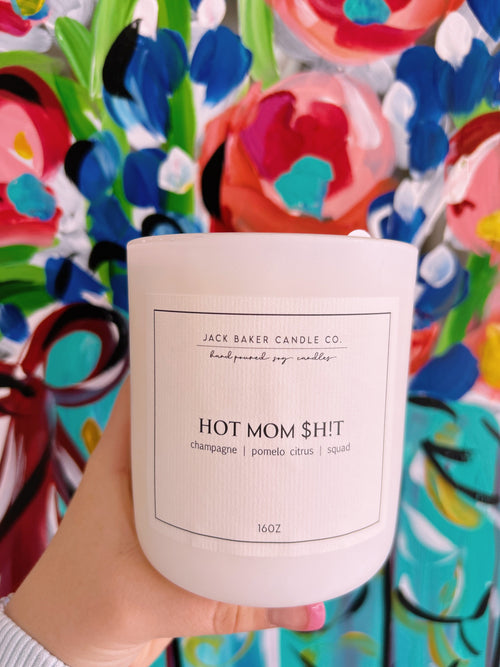 JACK BAKER CANDLE CO.
hand poured soy candles
HOT MOM $H!T
champagne | pomelo citrus | squad
16OZ